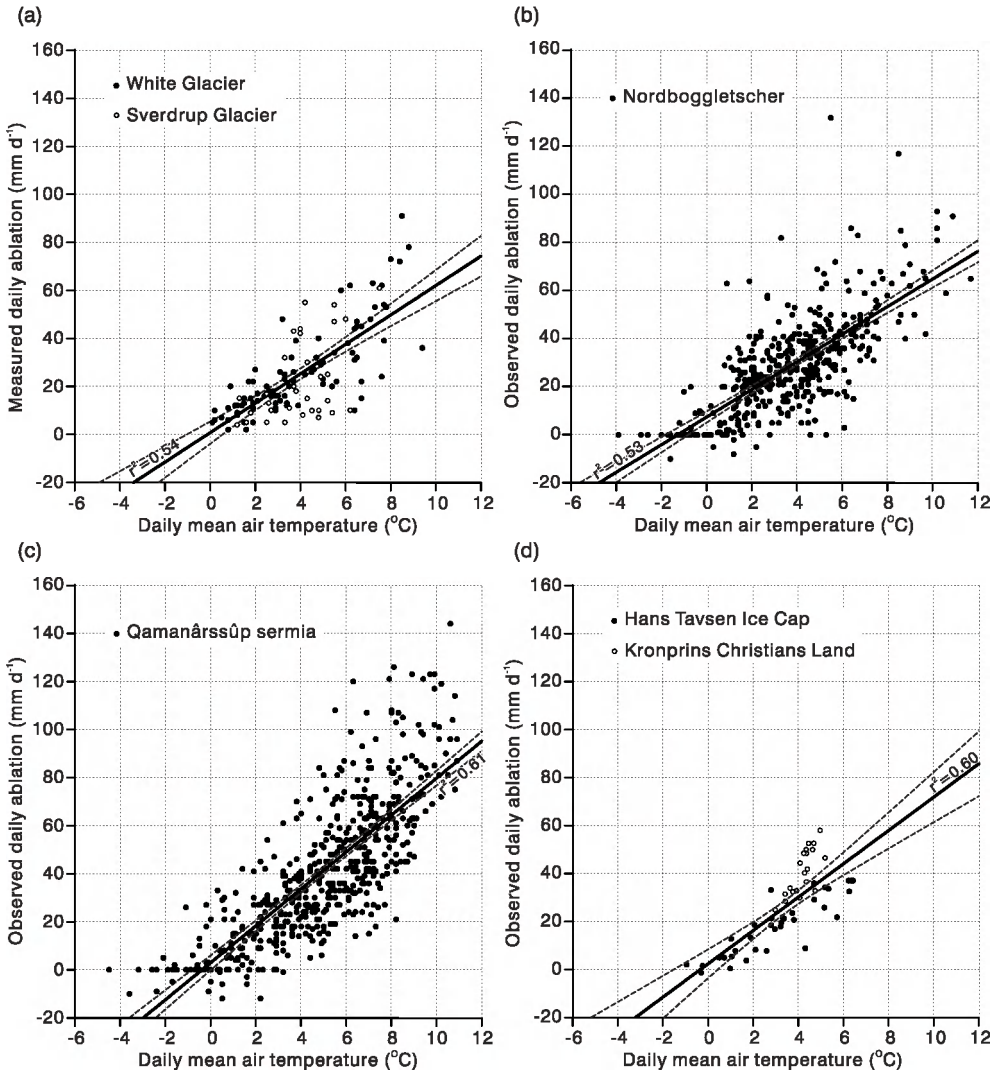 (a)
160
140
120
100
80
60
40
20
0
-20
Measured daily ablation (mm d⁻¹)
White Glacier
Sverdrup Glacier
r²=0.54
-6 -4 -2 0 2 4 6 8 10 12
Daily mean air temperature (°C)
(b)
160
140
120
100
80
60
40
20
0
-20
Observed daily ablation (mm d⁻¹)
Nordboggletscher
r²=0.53
-6 -4 -2 0 2 4 6 8 10 12
Daily mean air temperature (°C)
(c)
160
140
120
100
80
60
40
20
0
-20
Observed daily ablation (mm d⁻¹)
Qamanârssûp sermia
r²=0.61
-6 -4 -2 0 2 4 6 8 10 12
Daily mean air temperature (°C)
(d)
160
140
120
100
80
60
40
20
0
-20
Observed daily ablation (mm d⁻¹)
Hans Tavsen Ice Cap
Kronprins Christians Land
r²=0.60
-6 -4 -2 0 2 4 6 8 10 12
Daily mean air temperature (°C)